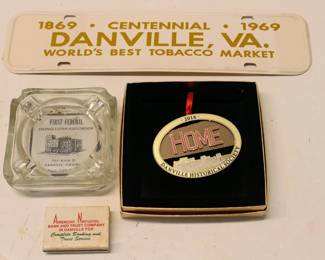 1869 • CENTENNIAL • 1969
DANVILLE, VA.
WORLD'S BEST TOBACCO MARKET
FIRST FEDERAL
2018
HOME
DANVILLE HISTORICAL SOCIETY
AMERICAN NATIONAL
BANK AND TRUST COMPANY
IN DANVILLE FOR
Complete Banking and
Trust Service